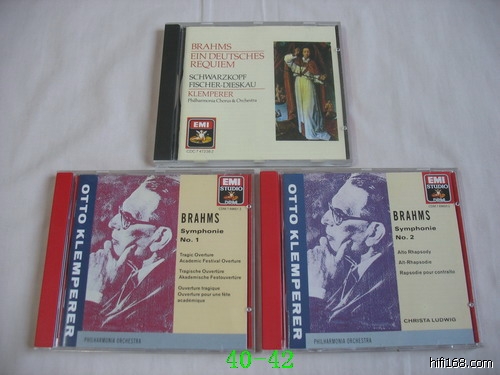 BRAHMS
EIN DEUTSCHES
REQUIEM
SCHWARZKOPF
FISCHER-DIESKAU
KLEMPERER
Philharmonia Chorus & Orchestra
EMI
OTTO KLEMPERER
EMI
STUDIO
DRM
BRAHMS
Symphonie
No. 1
Tragic Overture
Academic Festival Overture
Tragische Ouvertüre
Akademische Festouvertüre
Ouverture tragique
Ouverture pour une fête
académique
PHILHARMONIA ORCHESTRA
OTTO KLEMPERER
EMI
STUDIO
DRM
BRAHMS
Symphonie
No. 2
Alto Rhapsody
Alt-Rhapsodie
Rapsodie pour contralto
CHRISTA LUDWIG
PHILHARMONIA ORCHESTRA
40-42
hifi168.com